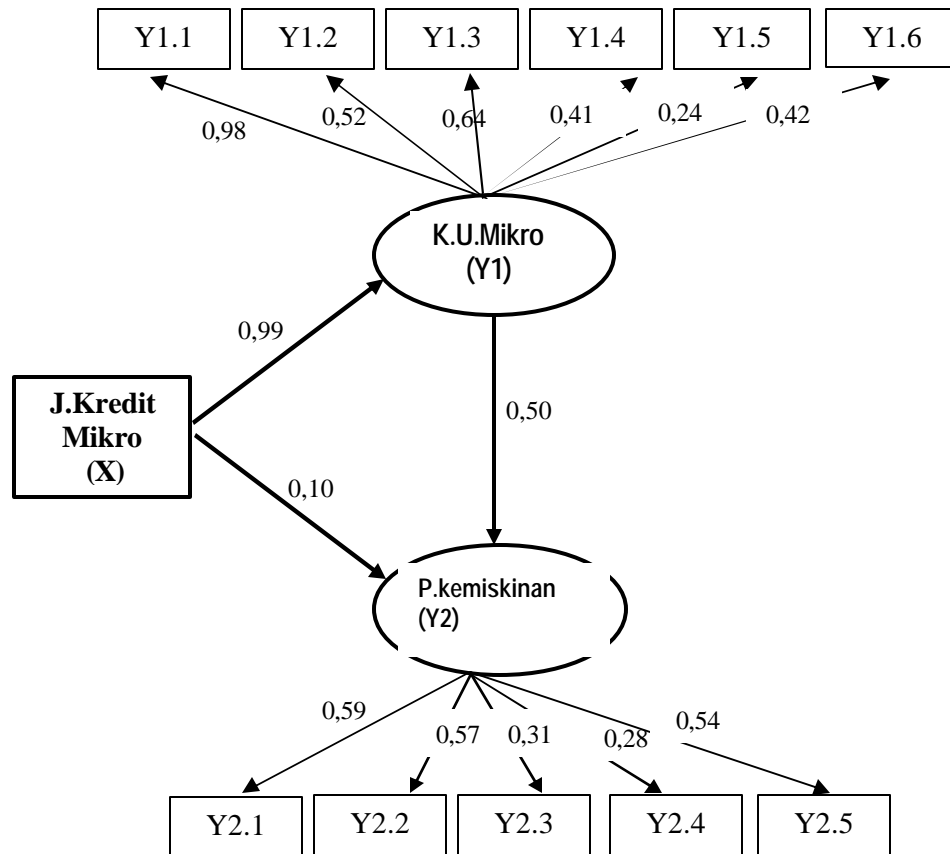 Y1.1
Y1.2
Y1.3
Y1.4
Y1.5
Y1.6
0,98
0,52
0,64
0,41
0,24
0,42
K.U.Mikro
(Y1)
0,99
J.Kredit
Mikro
(X)
0,50
0,10
P.kemiskinan
(Y2)
0,59
0,57
0,31
0,28
0,54
Y2.1
Y2.2
Y2.3
Y2.4
Y2.5